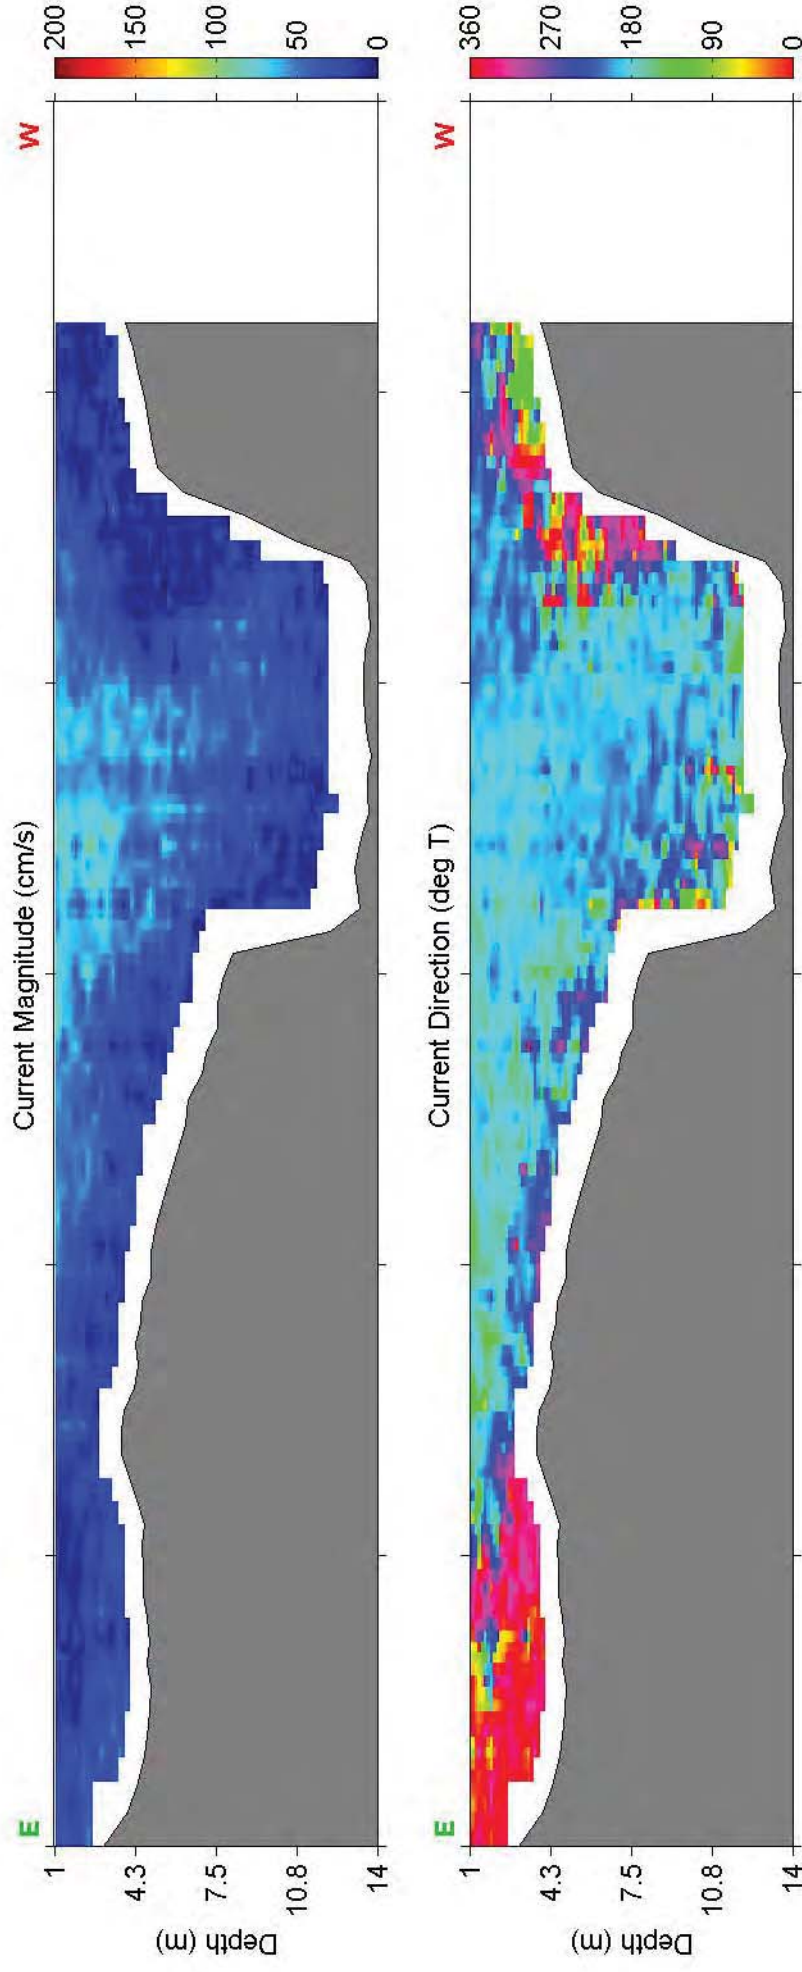 Current Magnitude (cm/s)
E
W
Depth (m)
1
4.3
7.5
10.8
14
200
150
100
50
0
Current Direction (deg T)
E
W
Depth (m)
1
4.3
7.5
10.8
14
360
270
180
90
0